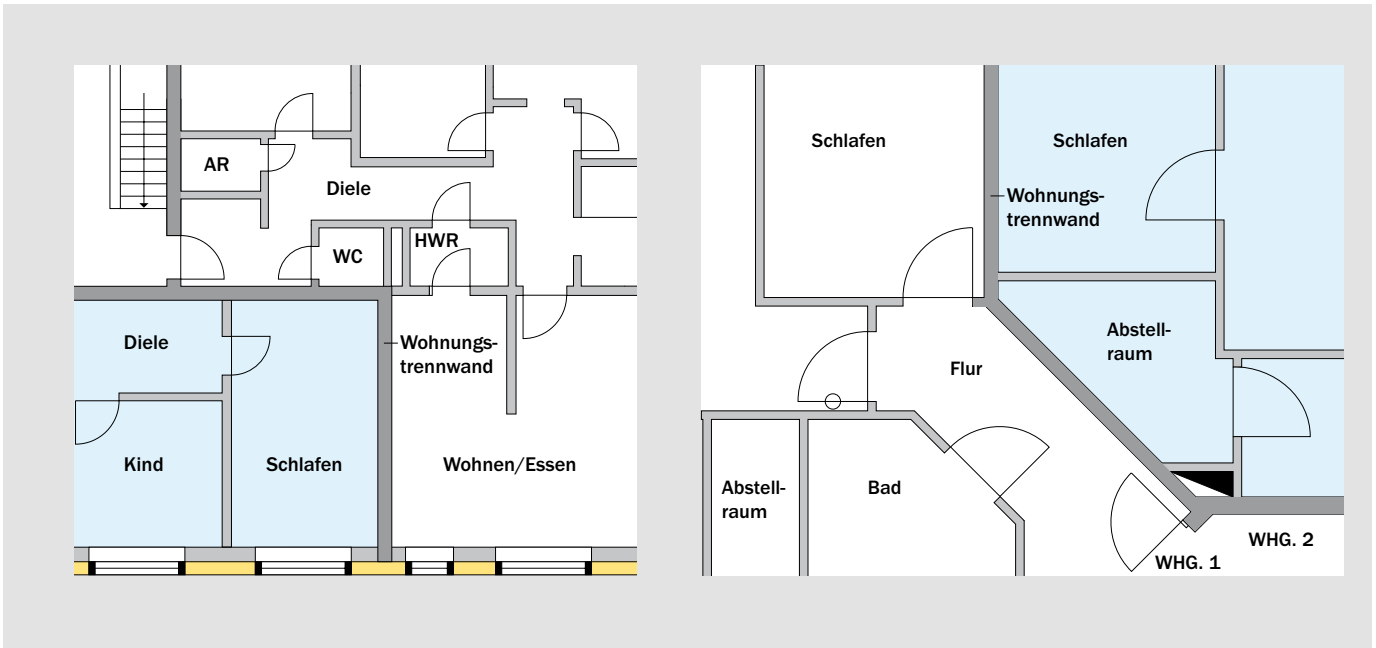 AR
Diele
WC
HWR
Diele
Wohnungs-
trennwand
Kind
Schlafen
Wohnen/Essen
Schlafen
Schlafen
Wohnungs-
trennwand
Abstell-
raum
Flur
Abstell-
raum
Bad
WHG. 2
WHG. 1